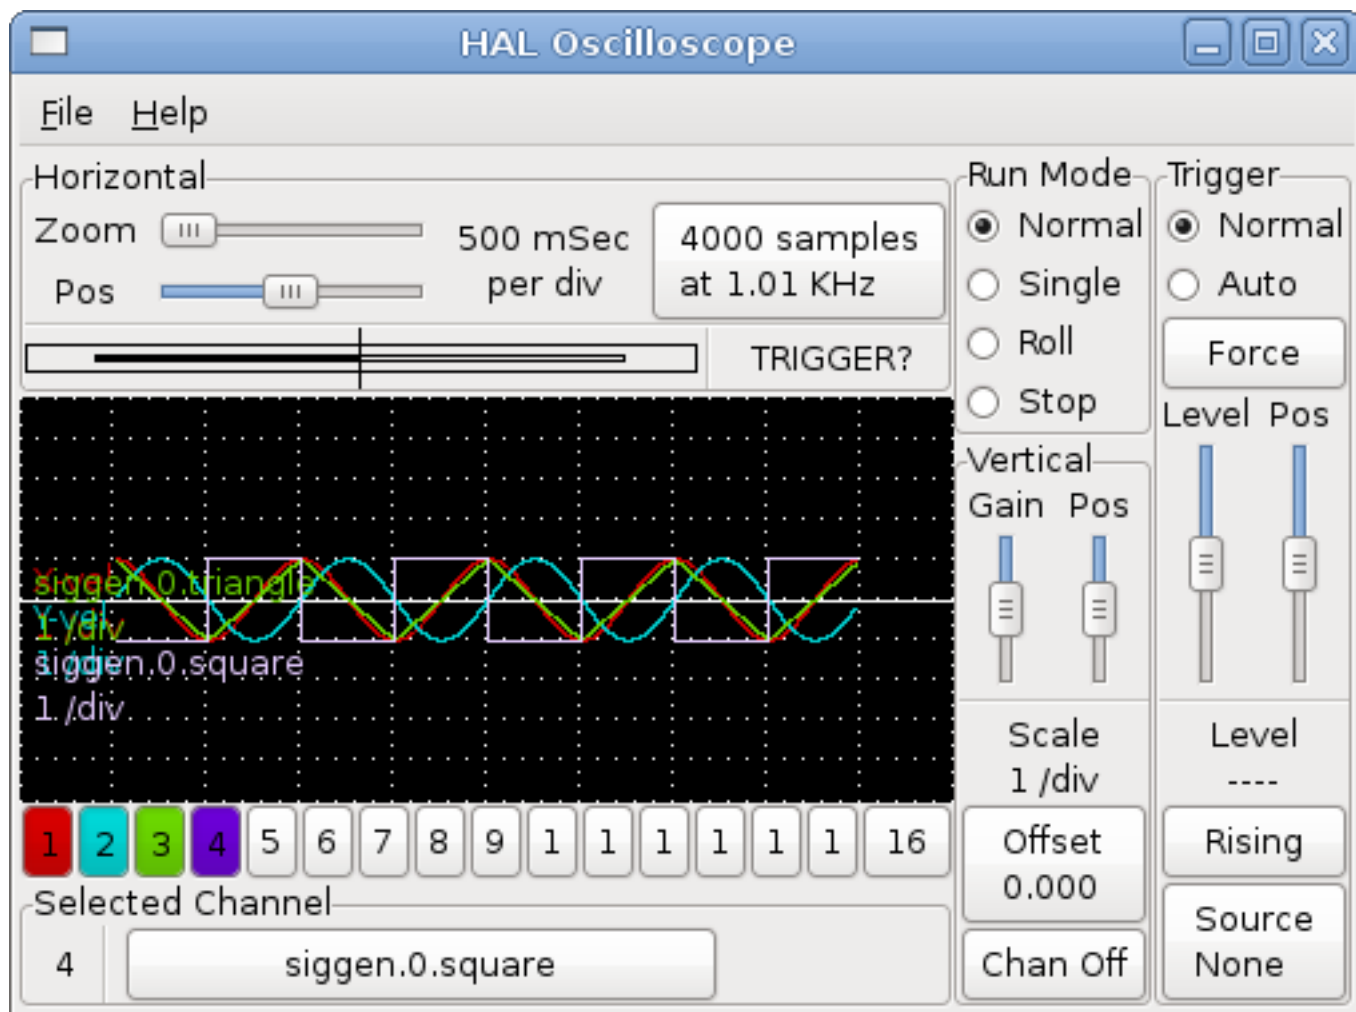 HAL Oscilloscope
File Help
Horizontal
Zoom
Pos
500 mSec
per div
4000 samples
at 1.01 KHz
TRIGGER?
Run Mode
Normal
Single
Roll
Stop
Trigger
Normal
Auto
Force
Level Pos
Vertical
Gain Pos
siggen.0.triangle
Y-vel
1 /div
siggen.0.square
1 /div
Scale
1 /div
Level
----
1 2 3 4 5 6 7 8 9 1 1 1 1 1 1 16
Offset
0.000
Rising
Selected Channel
4 siggen.0.square
Chan Off
Source
None